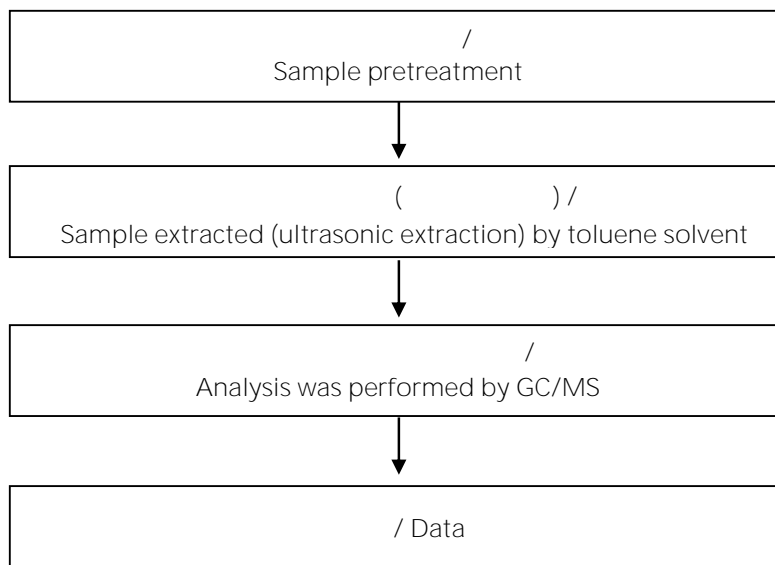 /
Sample pretreatment
( ) /
Sample extracted (ultrasonic extraction) by toluene solvent
/
Analysis was performed by GC/MS
/ Data